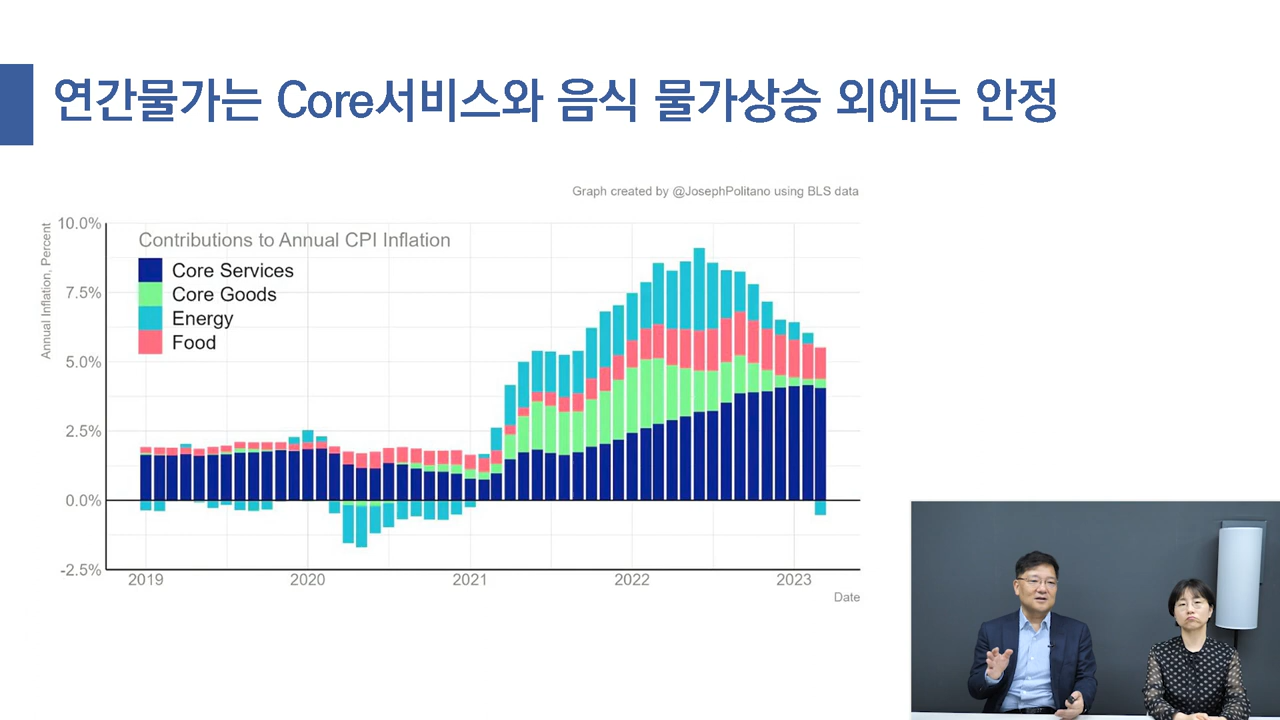 연간물가는 Core서비스와 음식 물가상승 외에는 안정
Graph created by @JosephPolitano using BLS data
Annual Inflation, Percent
Contributions to Annual CPI Inflation
Core Services
Core Goods
Energy
Food
10.0%
7.5%
5.0%
2.5%
0.0%
-2.5%
2019 2020 2021 2022 2023
Date